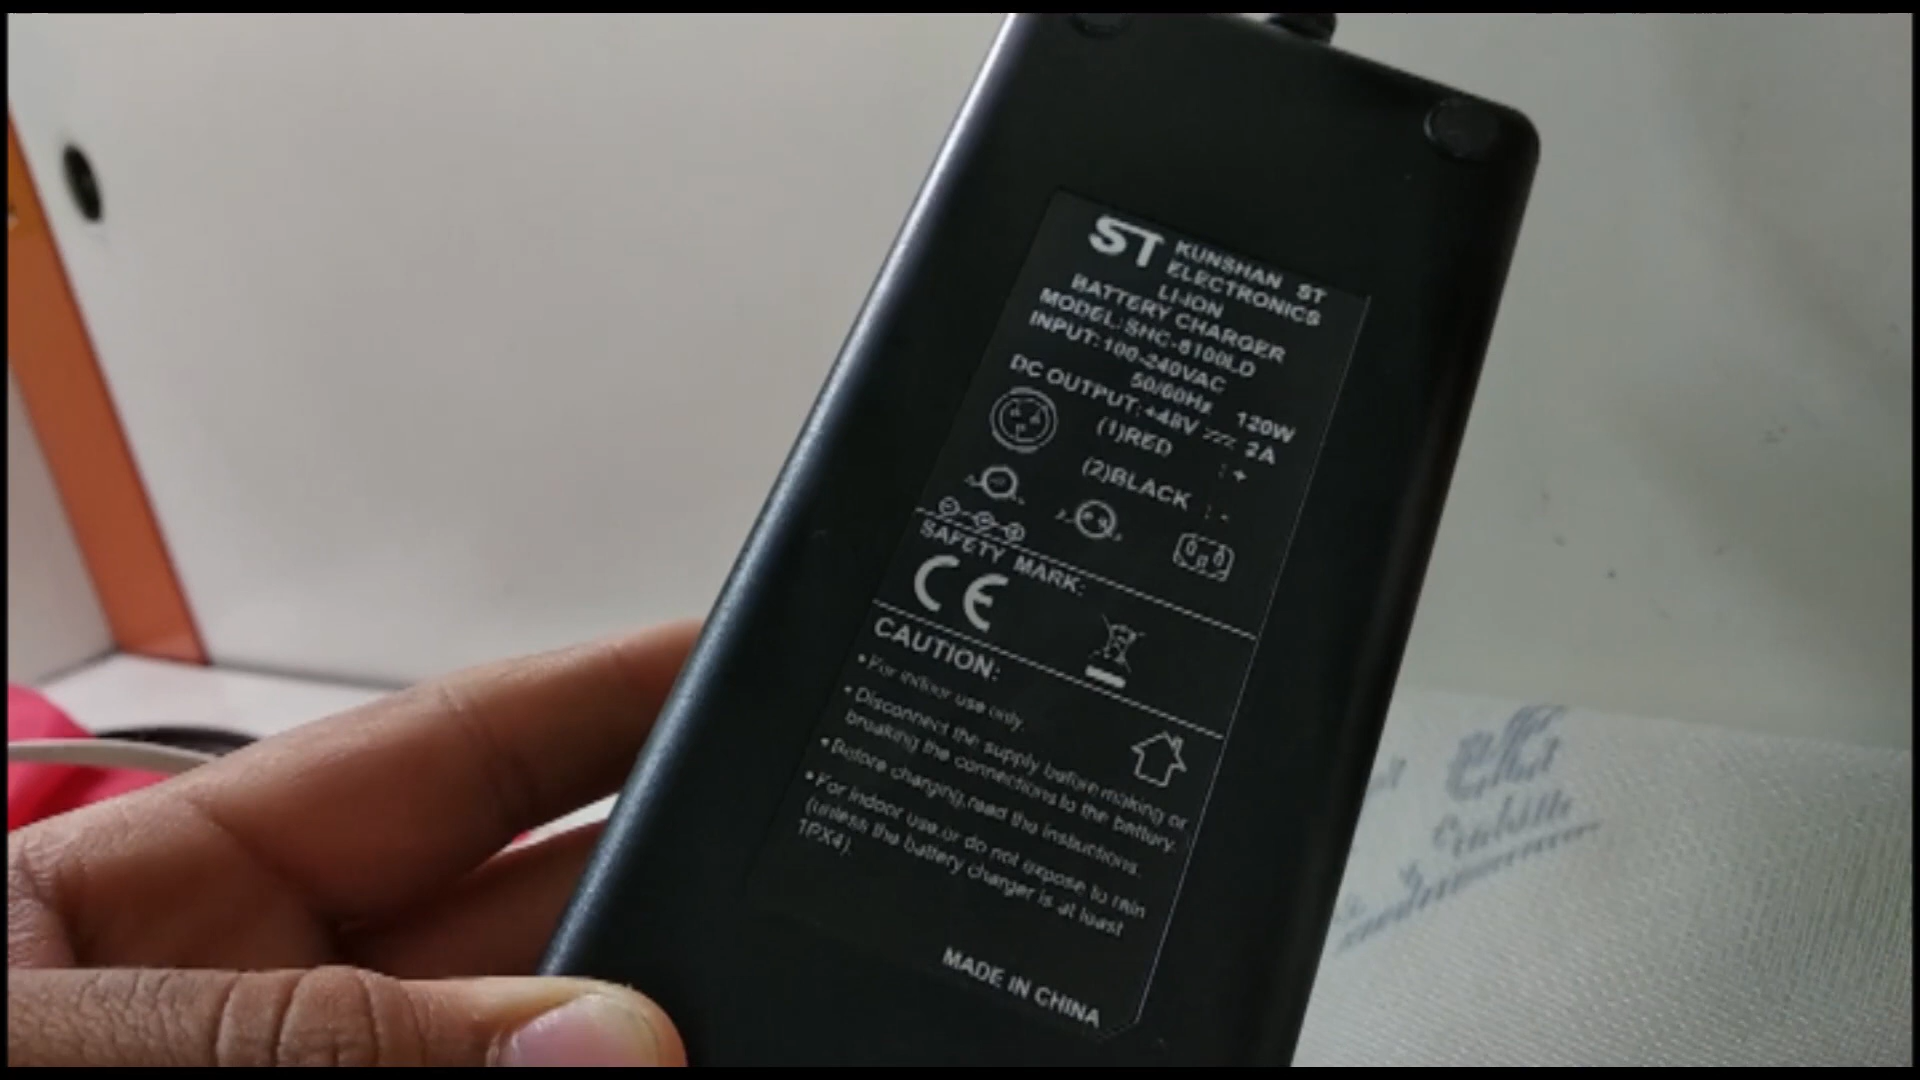 ST KUNSHAN ST
ELECTRONICS
LI-ION
BATTERY CHARGER
MODEL:SHC-8100LD
INPUT:100-240VAC
50/60Hz 120W
DC OUTPUT:+48V 2A
(1)RED : +
(2)BLACK : -
SAFETY MARK:
CE
CAUTION:
•For indoor use only.
•Disconnect the supply before making or
breaking the connections to the battery.
•Before charging,read the instructions.
•For indoor use,or do not expose to rain
(unless the battery charger is at least
1PX4).
MADE IN CHINA